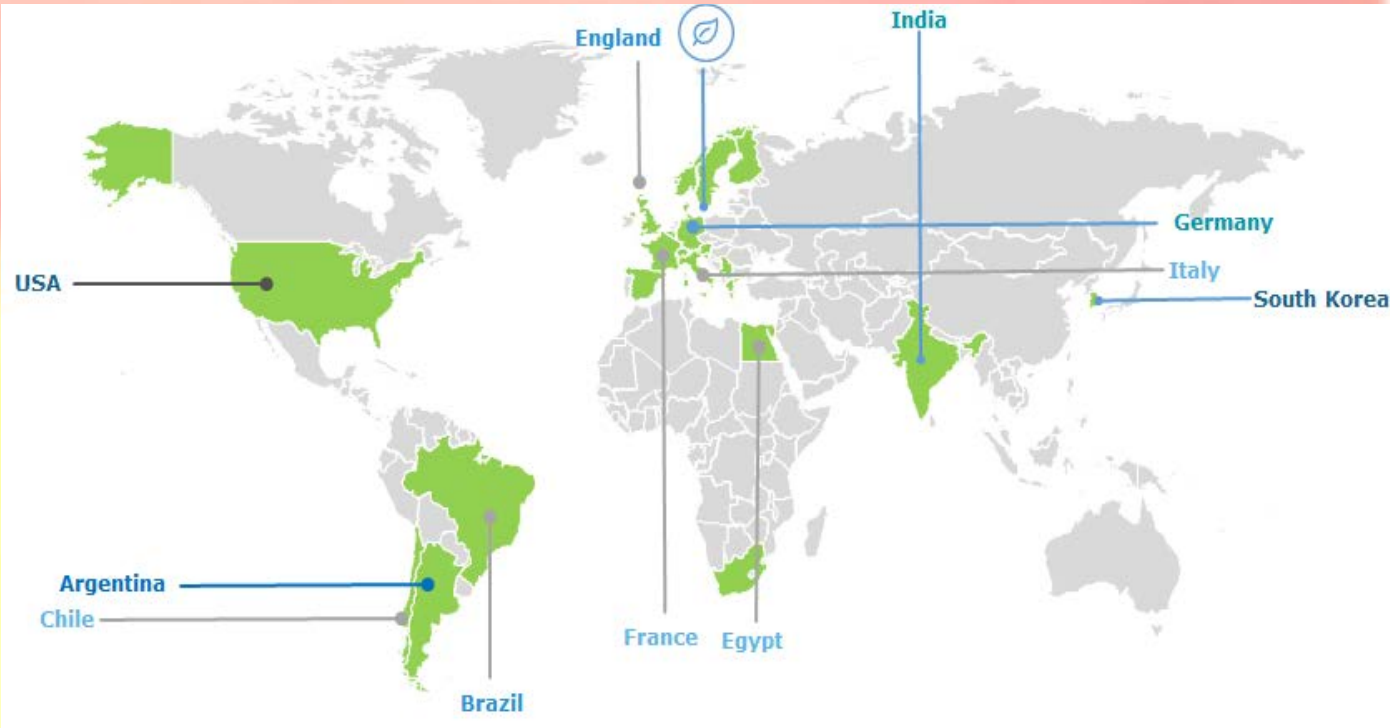 India
England
Germany
Italy
USA
South Korea
Argentina
Chile
France
Egypt
Brazil